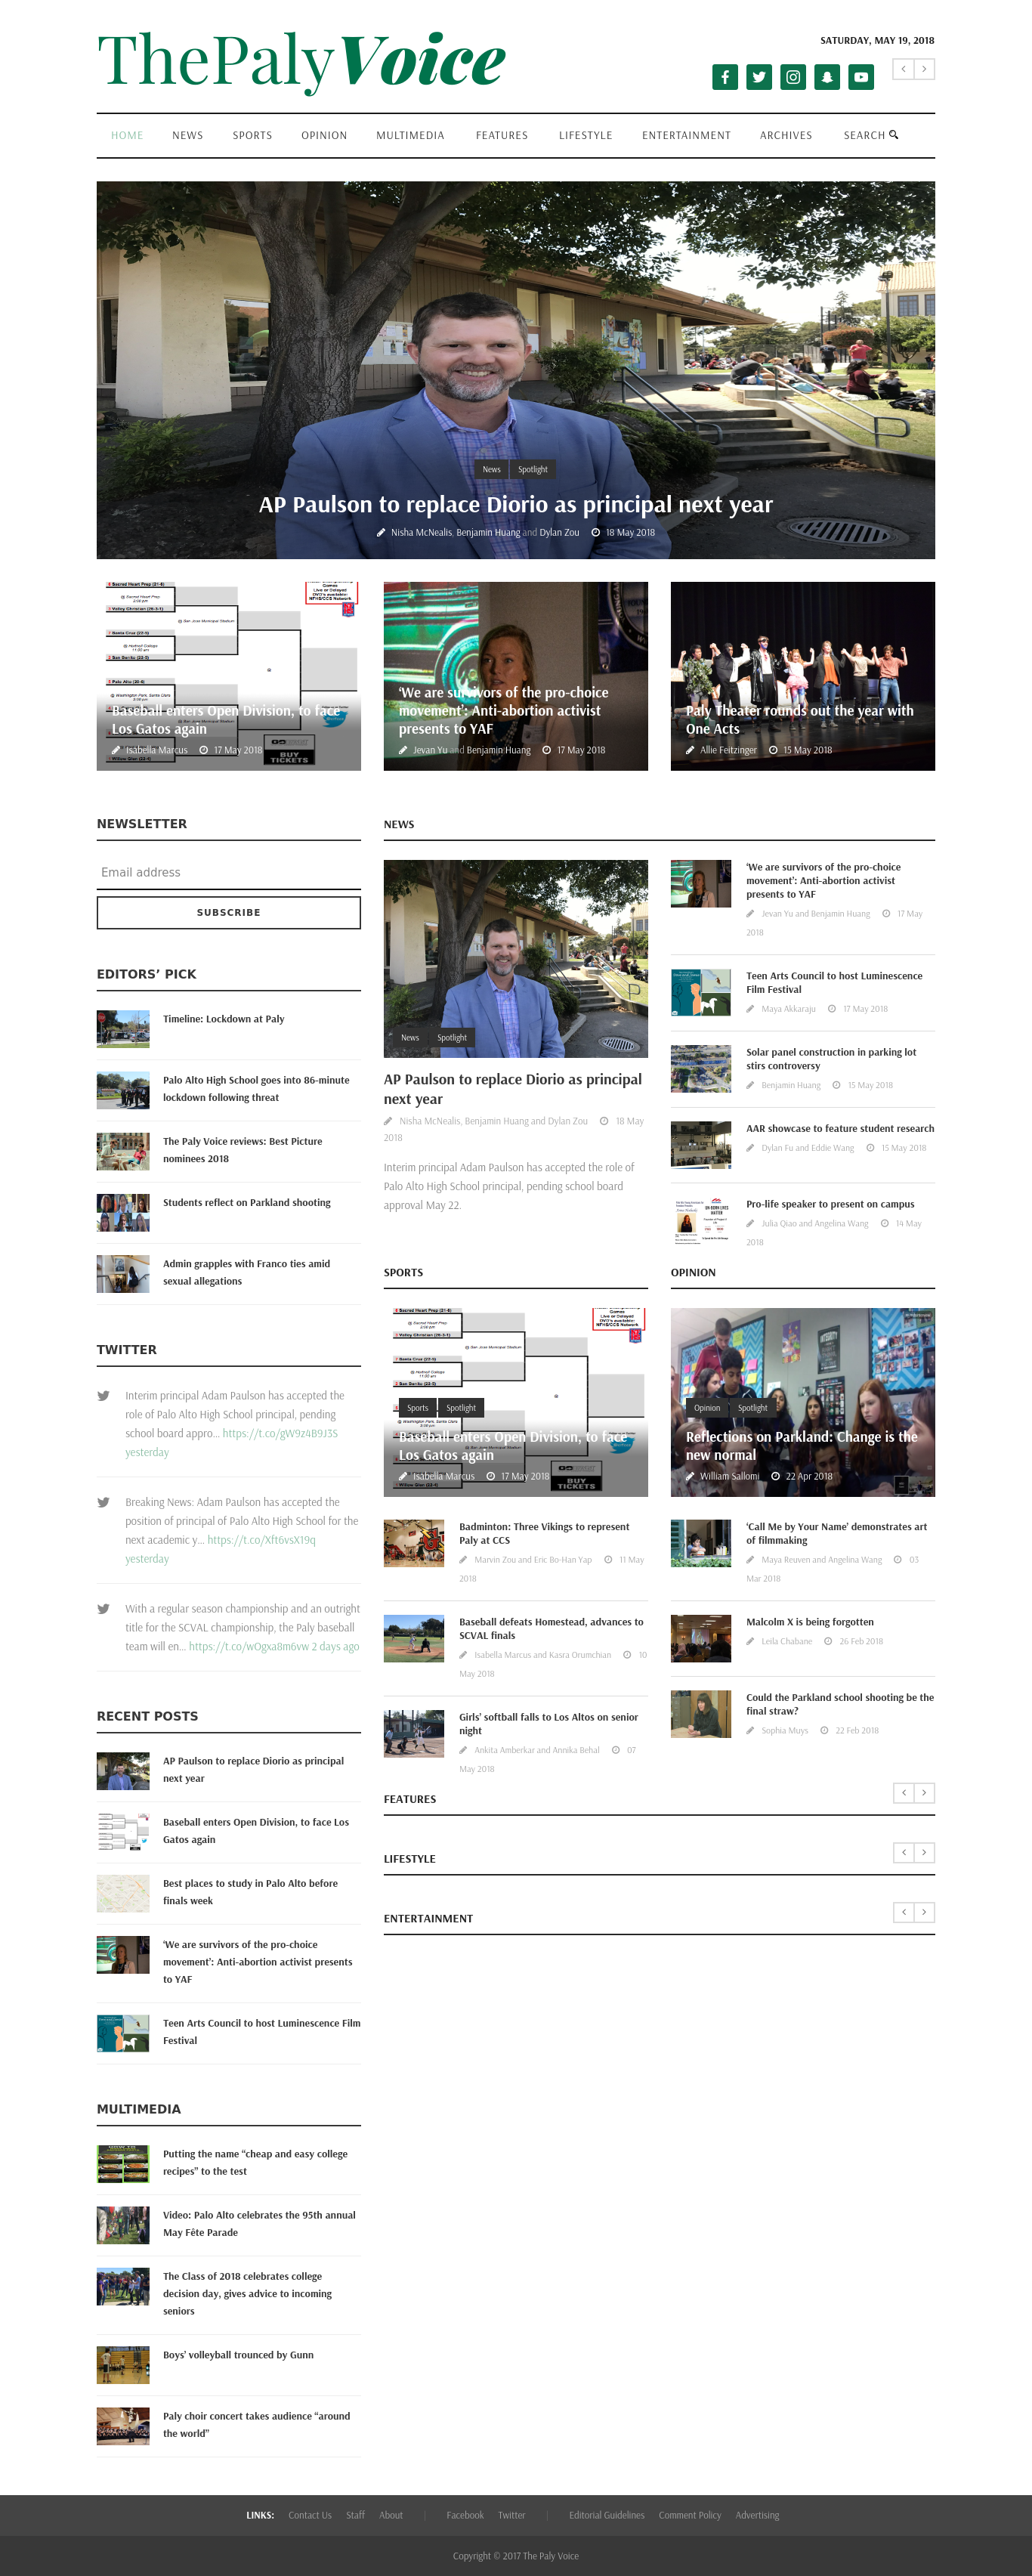 ThePalyVoice
SATURDAY, MAY 19, 2018
HOME NEWS SPORTS OPINION MULTIMEDIA FEATURES LIFESTYLE ENTERTAINMENT ARCHIVES SEARCH
News Spotlight
AP Paulson to replace Diorio as principal next year
Nisha McNealis, Benjamin Huang and Dylan Zou 18 May 2018
Baseball enters Open Division, to face
Los Gatos again
Isabella Marcus 17 May 2018
‘We are survivors of the pro-choice
movement’: Anti-abortion activist
presents to YAF
Jevan Yu and Benjamin Huang 17 May 2018
Paly Theater rounds out the year with
One Acts
Allie Feitzinger 15 May 2018
NEWSLETTER
Email address
SUBSCRIBE
EDITORS’ PICK
Timeline: Lockdown at Paly
Palo Alto High School goes into 86-minute
lockdown following threat
The Paly Voice reviews: Best Picture
nominees 2018
Students reflect on Parkland shooting
Admin grapples with Franco ties amid
sexual allegations
TWITTER
Interim principal Adam Paulson has accepted the
role of Palo Alto High School principal, pending
school board appro... https://t.co/gW9z4B9J3S
yesterday
Breaking News: Adam Paulson has accepted the
position of principal of Palo Alto High School for the
next academic y... https://t.co/Xft6vsX19q
yesterday
With a regular season championship and an outright
title for the SCVAL championship, the Paly baseball
team will en... https://t.co/wOgxa8m6vw 2 days ago
RECENT POSTS
AP Paulson to replace Diorio as principal
next year
Baseball enters Open Division, to face Los
Gatos again
Best places to study in Palo Alto before
finals week
‘We are survivors of the pro-choice
movement’: Anti-abortion activist presents
to YAF
Teen Arts Council to host Luminescence Film
Festival
MULTIMEDIA
Putting the name “cheap and easy college
recipes” to the test
Video: Palo Alto celebrates the 95th annual
May Fête Parade
The Class of 2018 celebrates college
decision day, gives advice to incoming
seniors
Boys’ volleyball trounced by Gunn
Paly choir concert takes audience “around
the world”
NEWS
News Spotlight
AP Paulson to replace Diorio as principal
next year
Nisha McNealis, Benjamin Huang and Dylan Zou 18 May
2018
Interim principal Adam Paulson has accepted the role of
Palo Alto High School principal, pending school board
approval May 22.
‘We are survivors of the pro-choice
movement’: Anti-abortion activist
presents to YAF
Jevan Yu and Benjamin Huang 17 May
2018
Teen Arts Council to host Luminescence
Film Festival
Maya Akkaraju 17 May 2018
Solar panel construction in parking lot
stirs controversy
Benjamin Huang 15 May 2018
AAR showcase to feature student research
Dylan Fu and Eddie Wang 15 May 2018
Pro-life speaker to present on campus
Julia Qiao and Angelina Wang 14 May
2018
SPORTS
Sports Spotlight
Baseball enters Open Division, to face
Los Gatos again
Isabella Marcus 17 May 2018
Badminton: Three Vikings to represent
Paly at CCS
Marvin Zou and Eric Bo-Han Yap 11 May
2018
Baseball defeats Homestead, advances to
SCVAL finals
Isabella Marcus and Kasra Orumchian 10
May 2018
Girls’ softball falls to Los Altos on senior
night
Ankita Amberkar and Annika Behal 07
May 2018
OPINION
Opinion Spotlight
Reflections on Parkland: Change is the
new normal
William Sallomi 22 Apr 2018
‘Call Me by Your Name’ demonstrates art
of filmmaking
Maya Reuven and Angelina Wang 03
Mar 2018
Malcolm X is being forgotten
Leila Chabane 26 Feb 2018
Could the Parkland school shooting be the
final straw?
Sophia Muys 22 Feb 2018
FEATURES
LIFESTYLE
ENTERTAINMENT
LINKS: Contact Us Staff About | Facebook Twitter | Editorial Guidelines Comment Policy Advertising
Copyright © 2017 The Paly Voice